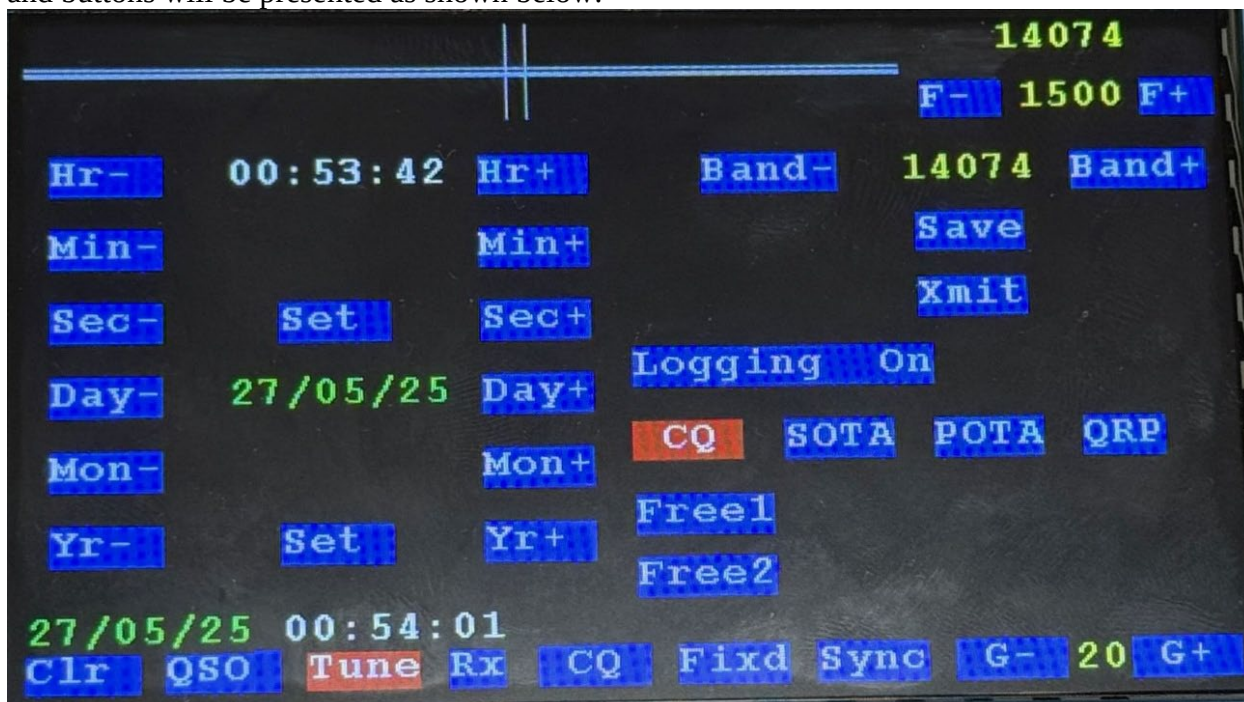 and buttons will be presented as shown below:
14074
F- 1500 F+
Hr- 00:53:42 Hr+ Band- 14074 Band+
Min- Min+ Save
Xmit
Sec- Set Sec+
Logging On
Day- 27/05/25 Day+
CQ SOTA POTA QRP
Mon- Mon+
Free1
Yr- Set Yr+
Free2
27/05/25 00:54:01
Clr QSO Tune Rx CQ Fixd Sync G- 20 G+